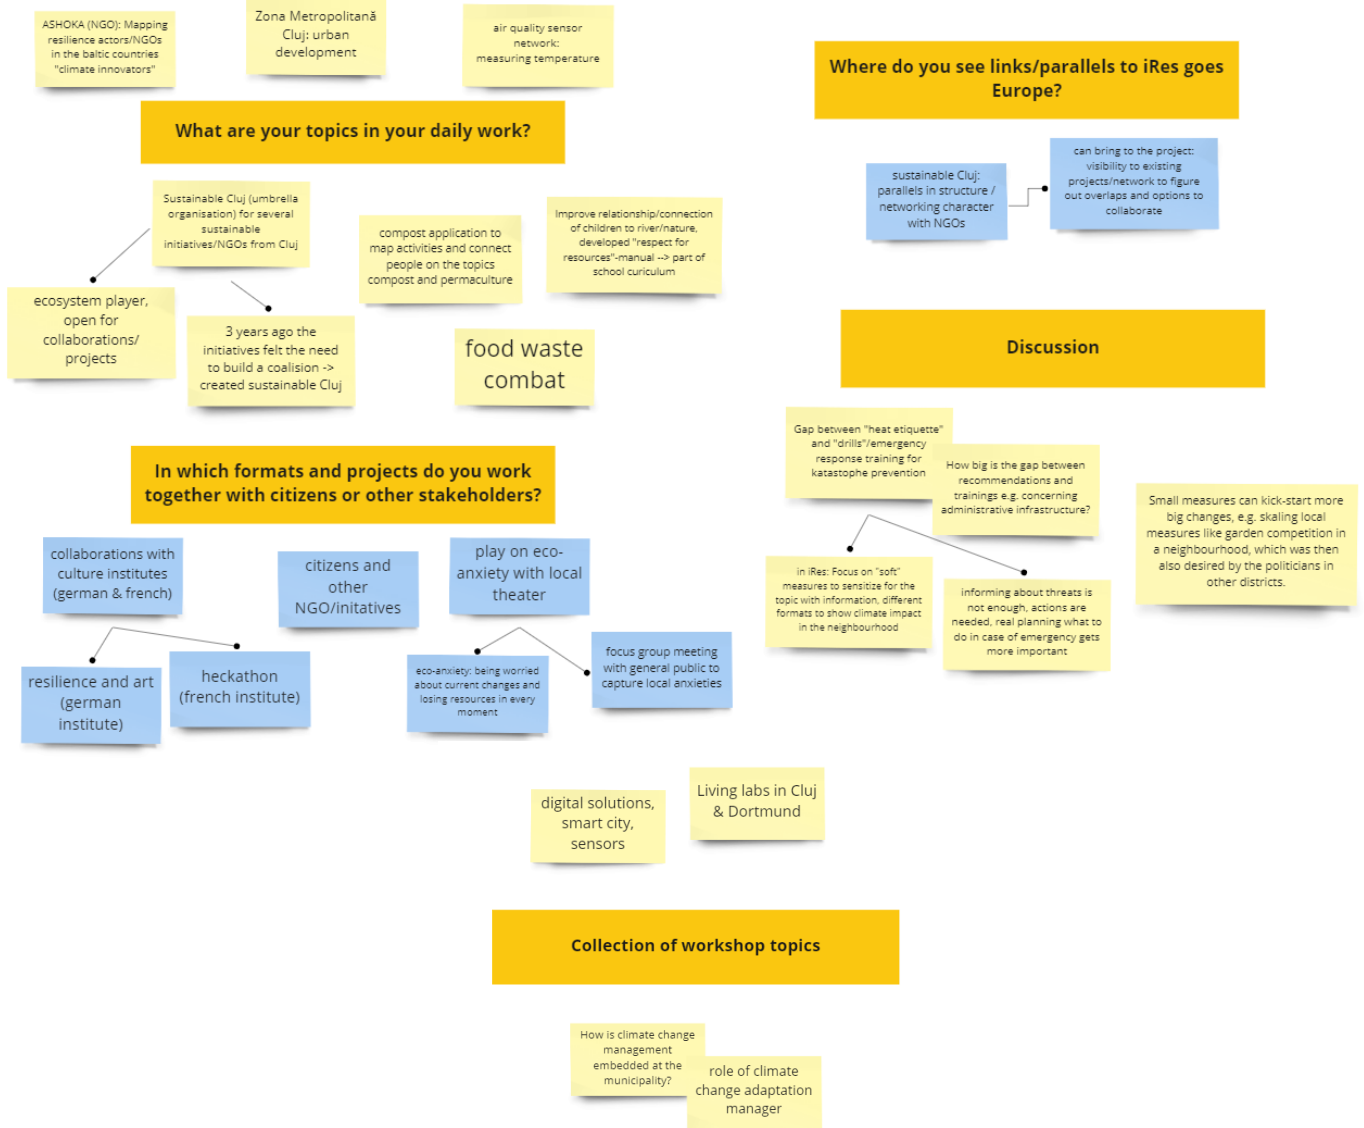 ASHOKA (NGO): Mapping
resilience actors/NGOs
in the baltic countries
"climate innovators"
Zona Metropolitană
Cluj: urban
development
air quality sensor
network:
measuring temperature
What are your topics in your daily work?
Sustainable Cluj (umbrella
organisation) for several
sustainable
initiatives/NGOs from Cluj
compost application to
map activities and connect
people on the topics
compost and permaculture
Improve relationship/connection
of children to river/nature,
developed "respect for
resources"-manual --> part of
school curiculum
ecosystem player,
open for
collaborations/
projects
3 years ago the
initiatives felt the need
to build a coalision ->
created sustainable Cluj
food waste
combat
In which formats and projects do you work
together with citizens or other stakeholders?
collaborations with
culture institutes
(german & french)
citizens and
other
NGO/initatives
play on eco-
anxiety with local
theater
resilience and art
(german
institute)
heckathon
(french institute)
eco-anxiety: being worried
about current changes and
losing resources in every
moment
focus group meeting
with general public to
capture local anxieties
Where do you see links/parallels to iRes goes
Europe?
sustainable Cluj:
parallels in structure /
networking character
with NGOs
can bring to the project:
visibility to existing
projects/network to figure
out overlaps and options to
collaborate
Discussion
Gap between "heat etiquette"
and "drills"/emergency
response training for
katastophe prevention
How big is the gap between
recommendations and
trainings e.g. concerning
administrative infrastructure?
Small measures can kick-start more
big changes, e.g. skaling local
measures like garden competition in
a neighbourhood, which was then
also desired by the politicians in
other districts.
in iRes: Focus on "soft"
measures to sensitize for the
topic with information, different
formats to show climate impact
in the neighbourhood
informing about threats is
not enough, actions are
needed, real planning what to
do in case of emergency gets
more important
digital solutions,
smart city,
sensors
Living labs in Cluj
& Dortmund
Collection of workshop topics
How is climate change
management
embedded at the
municipality?
role of climate
change adaptation
manager